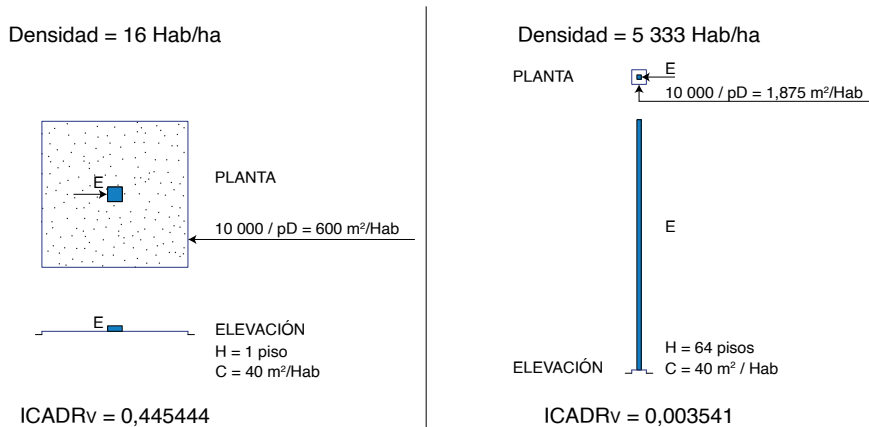 Densidad = 16 Hab/ha
E
PLANTA
10 000 / pD = 600 m²/Hab
E
ELEVACIÓN
H = 1 piso
C = 40 m²/Hab
ICADRv = 0,445444
Densidad = 5 333 Hab/ha
PLANTA
E
10 000 / pD = 1,875 m²/Hab
E
H = 64 pisos
ELEVACIÓN
C = 40 m² / Hab
ICADRv = 0,003541